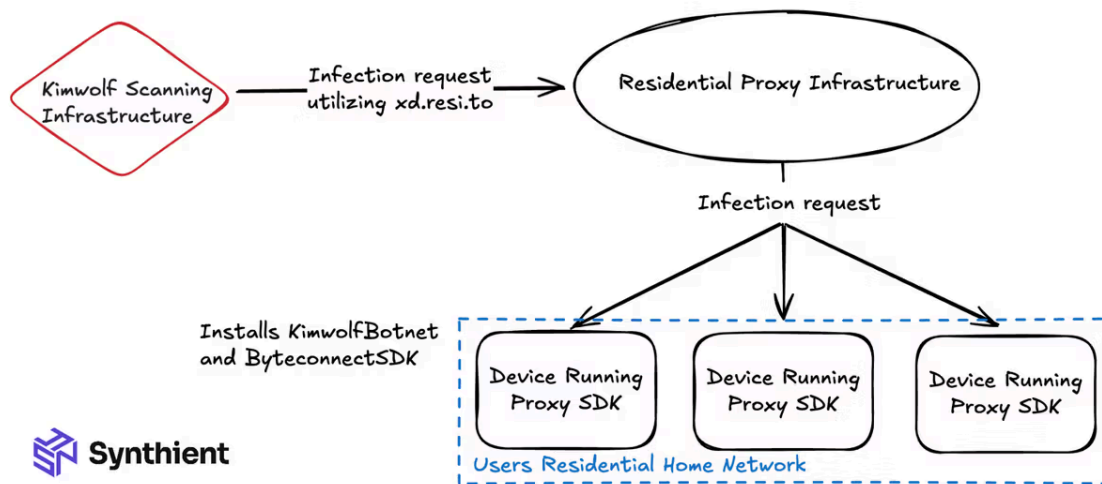 Kimwolf Scanning
Infrastructure
Infection request
utilizing xd.resi.to
Residential Proxy Infrastructure
Infection request
Installs KimwolfBotnet
and ByteconnectSDK
Device Running
Proxy SDK
Device Running
Proxy SDK
Device Running
Proxy SDK
Users Residential Home Network
Synthient